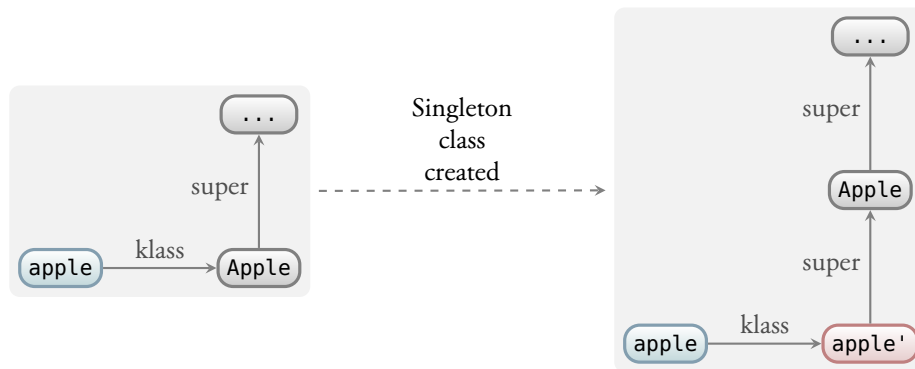 ...
super
klass
apple
Apple
Singleton
class
created
...
super
Apple
super
klass
apple
apple'